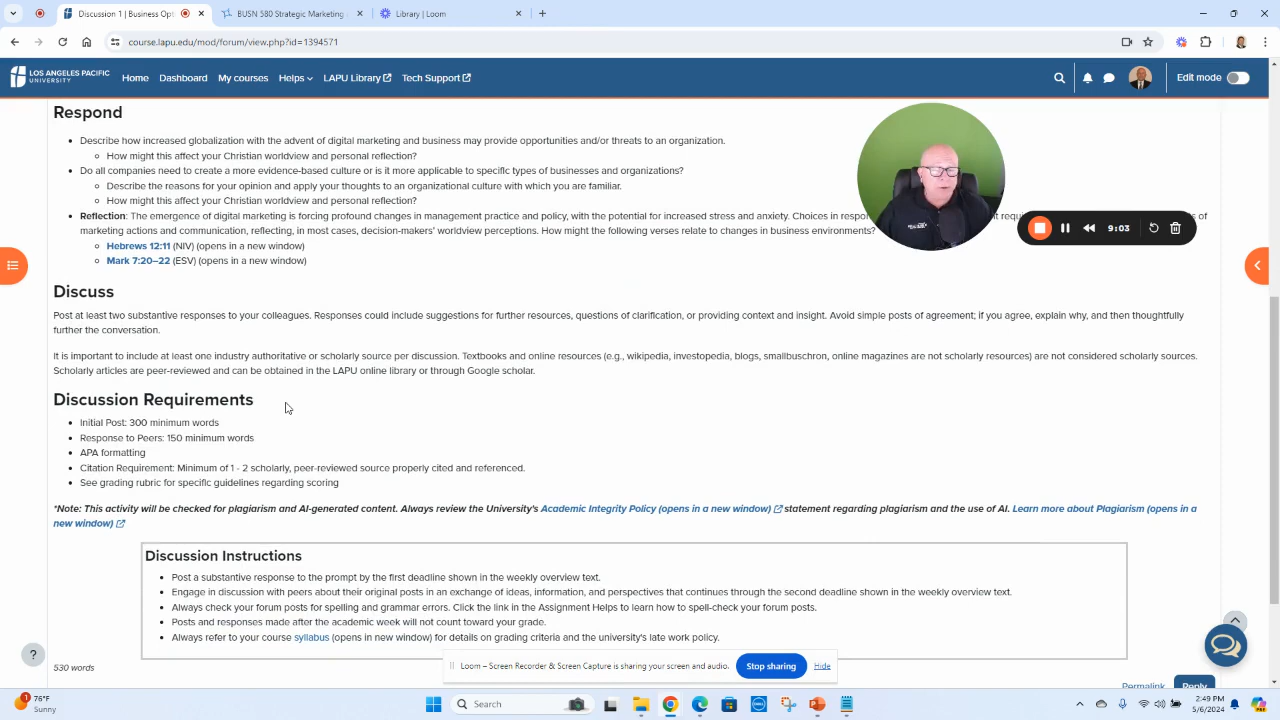 Discussion 1 | Business Opt
BUSN 580 Strategic Marketing
Library | Loom
course.lapu.edu/mod/forum/view.php?id=1394571
LOS ANGELES PACIFIC
UNIVERSITY
Home
Dashboard
My courses
Helps
LAPU Library
Tech Support
Edit mode
Respond
Describe how increased globalization with the advent of digital marketing and business may provide opportunities and/or threats to an organization.
How might this affect your Christian worldview and personal reflection?
Do all companies need to create a more evidence-based culture or is it more applicable to specific types of businesses and organizations?
Describe the reasons for your opinion and apply your thoughts to an organizational culture with which you are familiar.
How might this affect your Christian worldview and personal reflection?
Reflection: The emergence of digital marketing is forcing profound changes in management practice and policy, with the potential for increased stress and anxiety. Choices in respon
t requ
s of
marketing actions and communication, reflecting, in most cases, decision-makers' worldview perceptions. How might the following verses relate to changes in business environments?
Hebrews 12:11 (NIV) (opens in a new window)
Mark 7:20–22 (ESV) (opens in a new window)
9:03
Discuss
Post at least two substantive responses to your colleagues. Responses could include suggestions for further resources, questions of clarification, or providing context and insight. Avoid simple posts of agreement; if you agree, explain why, and then thoughtfully
further the conversation.
It is important to include at least one industry authoritative or scholarly source per discussion. Textbooks and online resources (e.g., wikipedia, investopedia, blogs, smallbuschron, online magazines are not scholarly resources) are not considered scholarly sources.
Scholarly articles are peer-reviewed and can be obtained in the LAPU online library or through Google scholar.
Discussion Requirements
Initial Post: 300 minimum words
Response to Peers: 150 minimum words
APA formatting
Citation Requirement: Minimum of 1 - 2 scholarly, peer-reviewed source properly cited and referenced.
See grading rubric for specific guidelines regarding scoring
*Note: This activity will be checked for plagiarism and AI-generated content. Always review the University's Academic Integrity Policy (opens in a new window) statement regarding plagiarism and the use of AI. Learn more about Plagiarism (opens in a
new window)
Discussion Instructions
Post a substantive response to the prompt by the first deadline shown in the weekly overview text.
Engage in discussion with peers about their original posts in an exchange of ideas, information, and perspectives that continues through the second deadline shown in the weekly overview text.
Always check your forum posts for spelling and grammar errors. Click the link in the Assignment Helps to learn how to spell-check your forum posts.
Posts and responses made after the academic week will not count toward your grade.
Always refer to your course syllabus (opens in new window) for details on grading criteria and the university's late work policy.
?
530 words
Loom – Screen Recorder & Screen Capture is sharing your screen and audio.
Stop sharing
Hide
Permalink
Reply
1
76°F
Sunny
Search
DELL
2:49 PM
5/6/2024